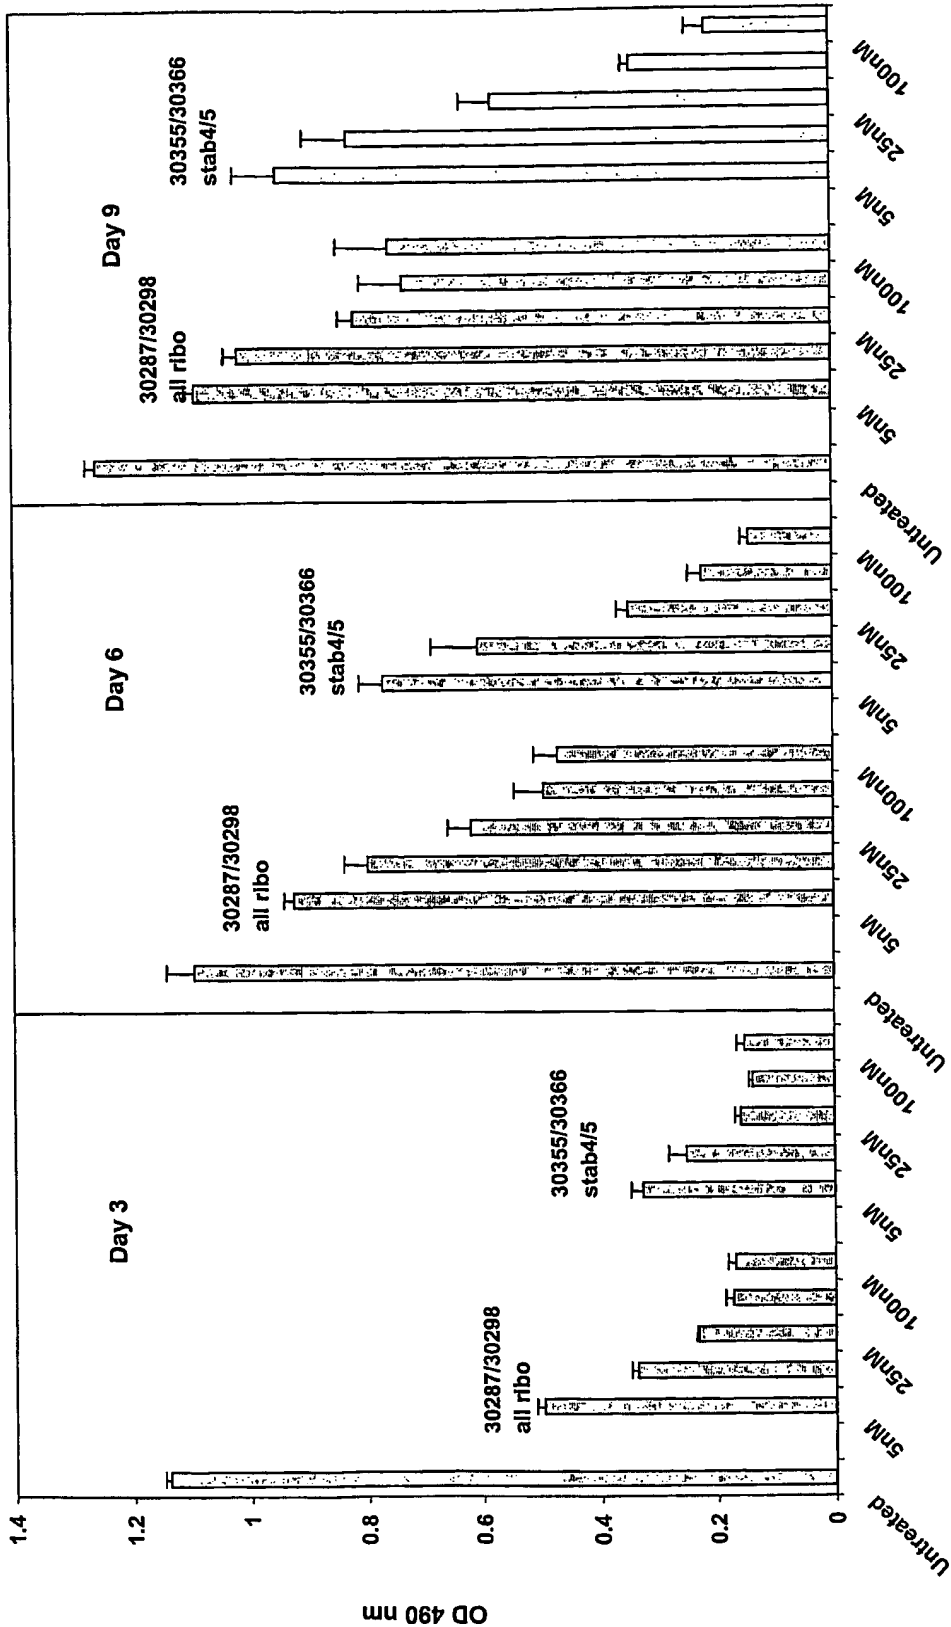 OD 490 nm
1.4
1.2
1
0.8
0.6
0.4
0.2
0
Day 3
30287/30298
all ribo
30355/30366
stab4/5
Day 6
30287/30298
all ribo
30355/30366
stab4/5
Day 9
30287/30298
all ribo
30355/30366
stab4/5
Untreated
5nM
25nM
100nM
5nM
25nM
100nM
Untreated
5nM
25nM
100nM
5nM
25nM
100nM
Untreated
5nM
25nM
100nM
5nM
25nM
100nM